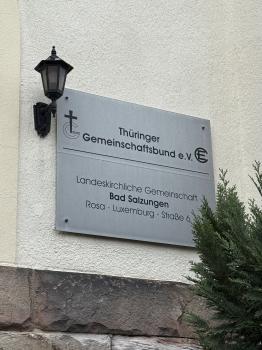 Thüringer
Gemeinschaftsbund e.V.
Landeskirchliche Gemeinschaft
Bad Salzungen
Rosa - Luxemburg - Straße 6